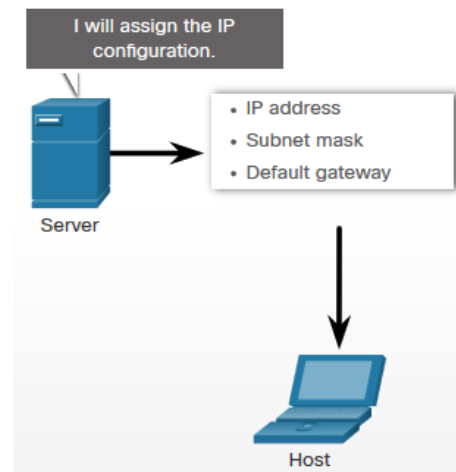 I will assign the IP
configuration.
• IP address
• Subnet mask
• Default gateway
Server
Host